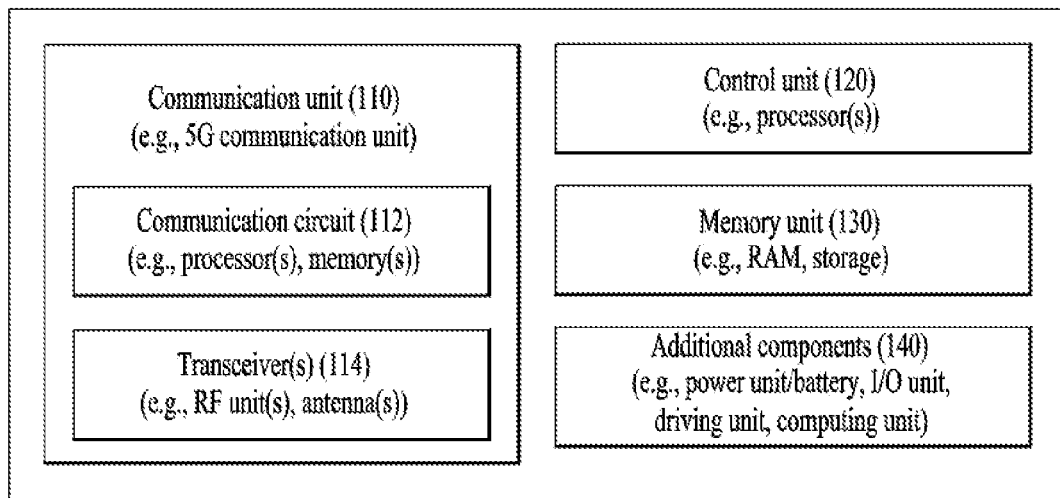 Communication unit (110)
(e.g., 5G communication unit)
Communication circuit (112)
(e.g., processor(s), memory(s))
Transceiver(s) (114)
(e.g., RF unit(s), antenna(s))
Control unit (120)
(e.g., processor(s))
Memory unit (130)
(e.g., RAM, storage)
Additional components (140)
(e.g., power unit/battery, I/O unit,
driving unit, computing unit)